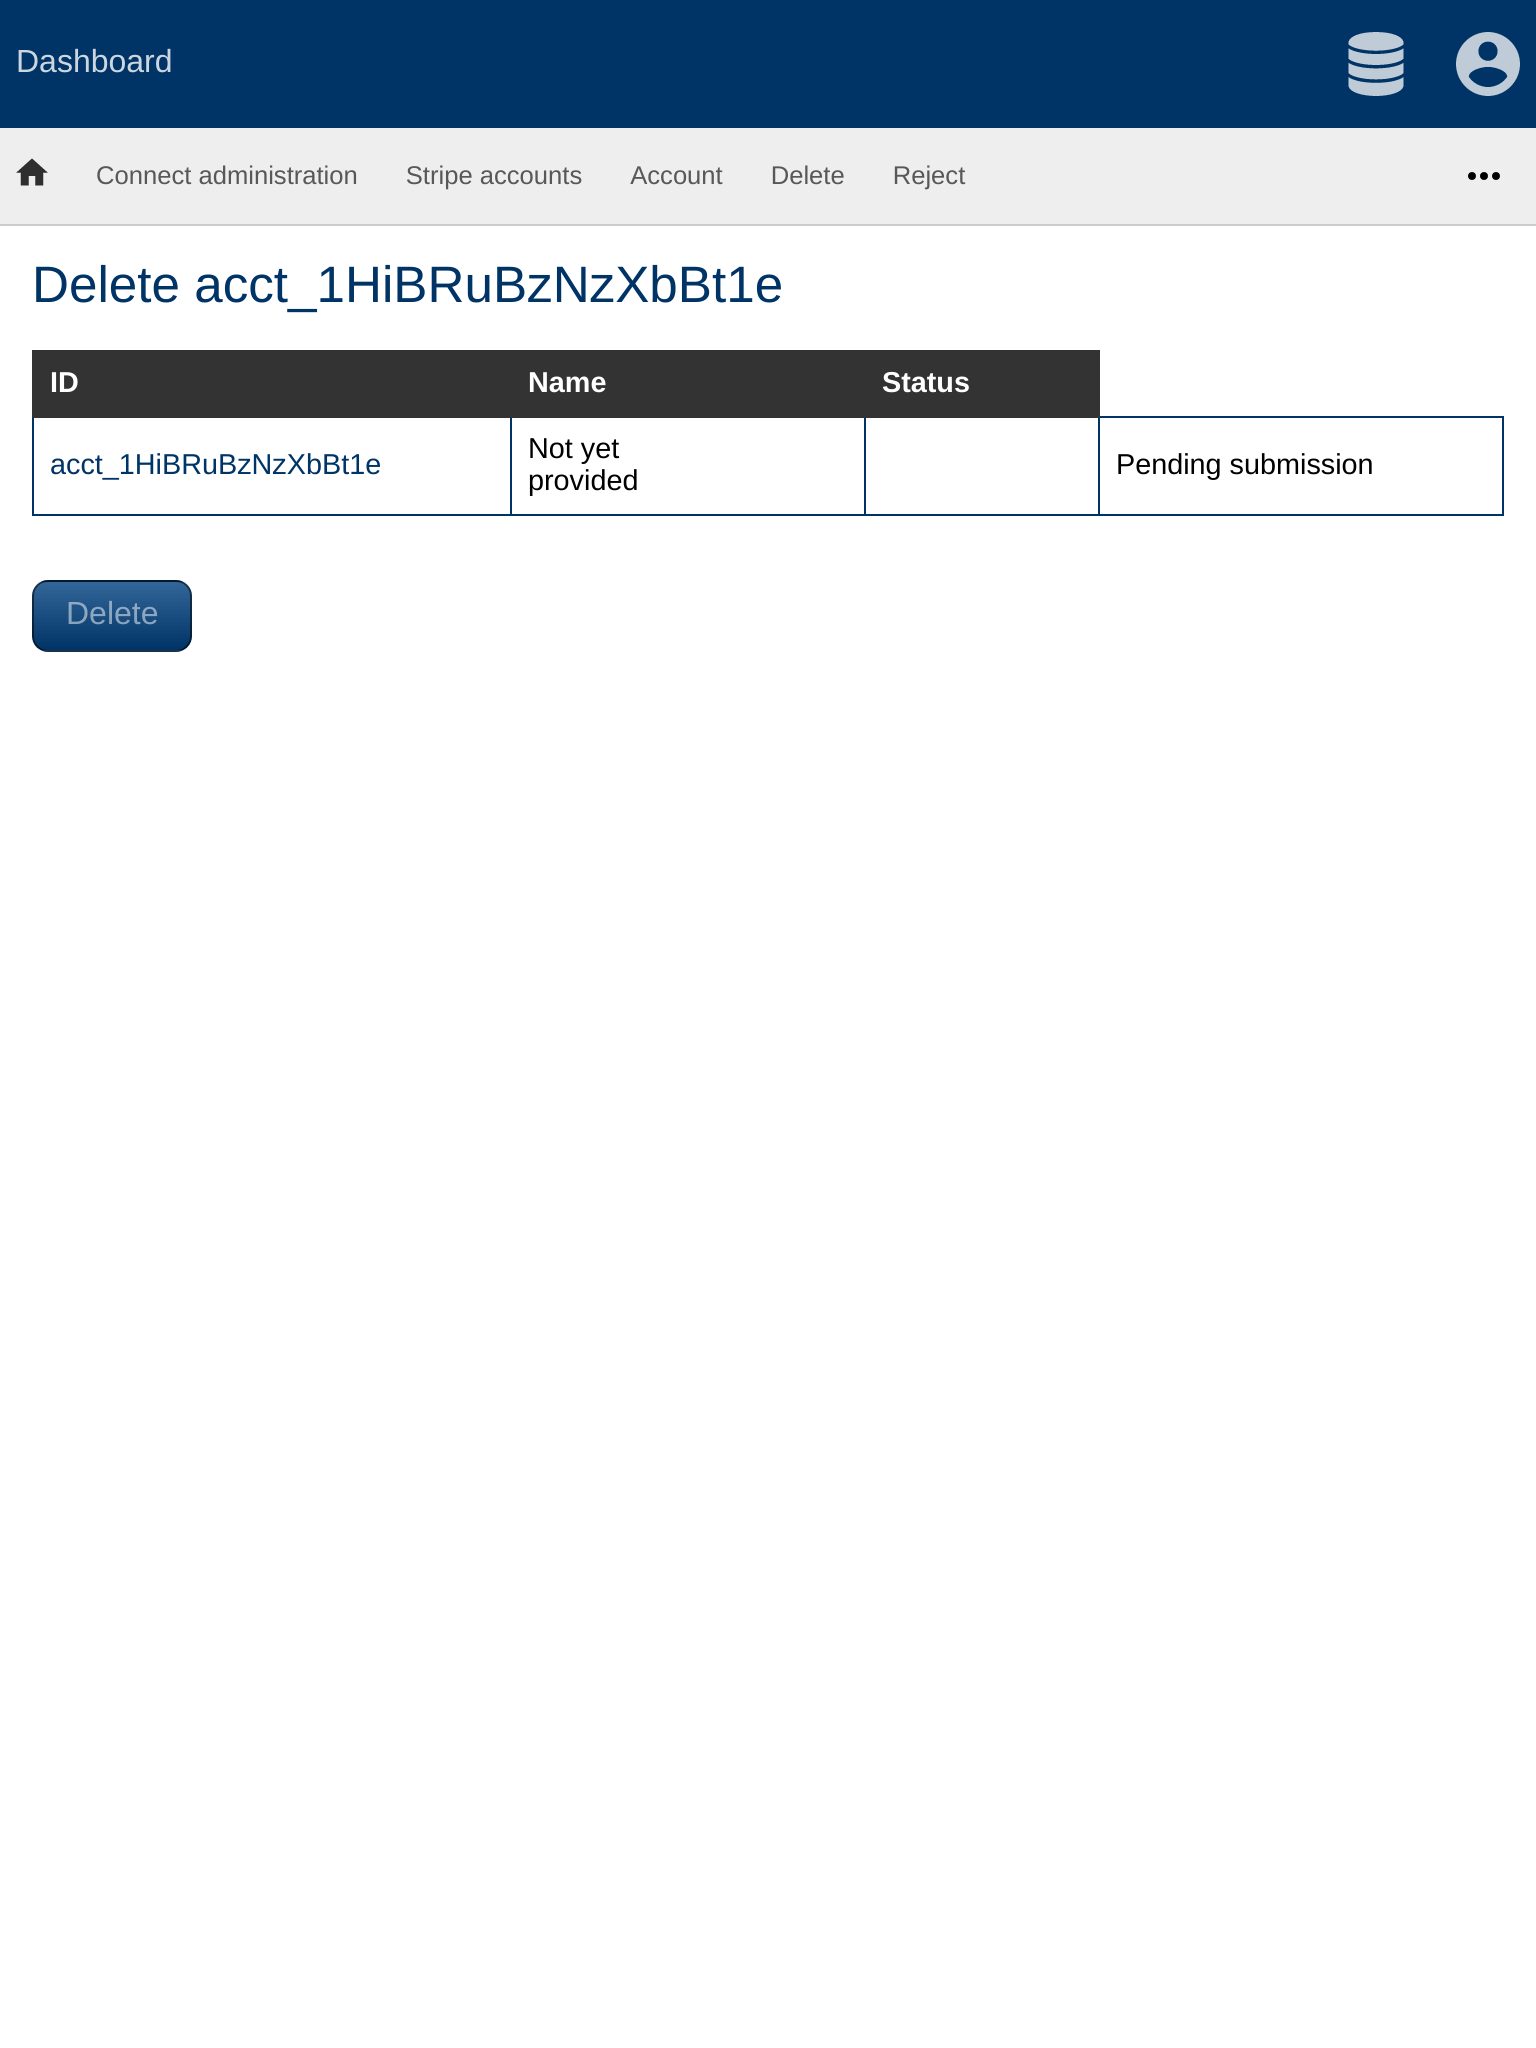 Dashboard
Connect administration Stripe accounts Account Delete Reject
Delete acct_1HiBRuBzNzXbBt1e
ID Name Status
acct_1HiBRuBzNzXbBt1e Not yet
provided Pending submission
Delete